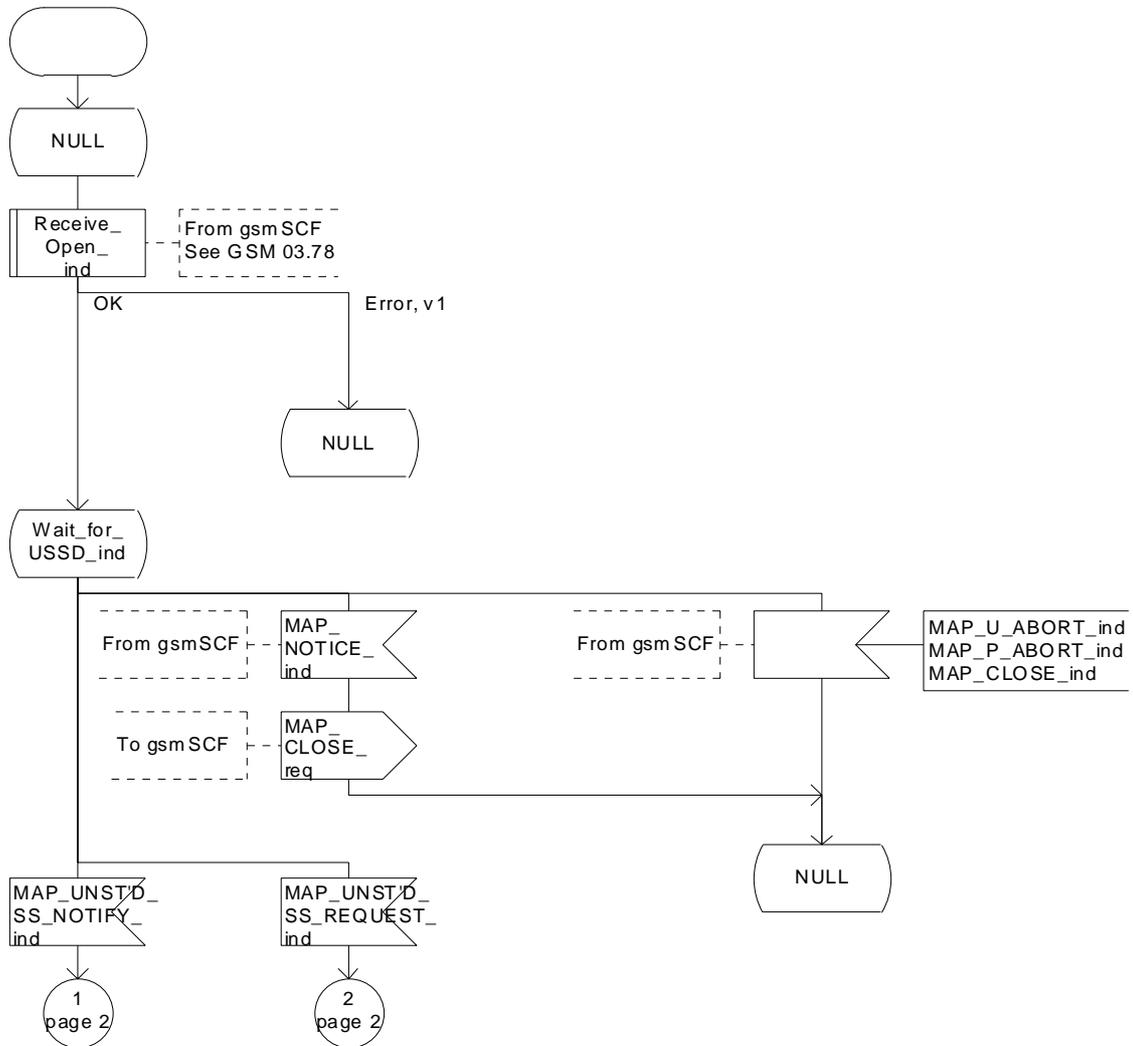 NULL
Receive_
Open_
ind
From gsmSCF
See GSM 03.78
OK
Error, v1
NULL
Wait_for_
USSD_ind
From gsmSCF
MAP_
NOTICE_
ind
From gsmSCF
MAP_U_ABORT_ind
MAP_P_ABORT_ind
MAP_CLOSE_ind
To gsmSCF
MAP_
CLOSE_
req
NULL
MAP_UNST'D_
SS_NOTIFY_
ind
MAP_UNST'D_
SS_REQUEST_
ind
1
page 2
2
page 2